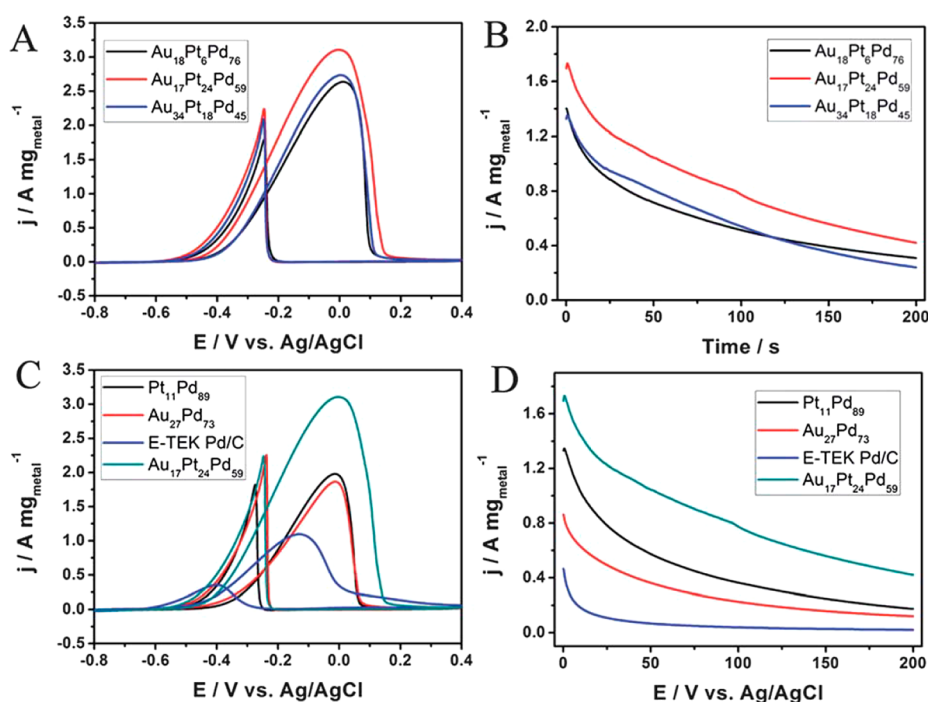 A
Au18Pt6Pd76
Au17Pt24Pd59
Au34Pt18Pd45
j / A mgmetal-1
3.5
3.0
2.5
2.0
1.5
1.0
0.5
0.0
-0.5
-0.8 -0.6 -0.4 -0.2 0.0 0.2 0.4
E / V vs. Ag/AgCl
B
Au18Pt6Pd76
Au17Pt24Pd59
Au34Pt18Pd45
j / A mgmetal-1
2.0
1.6
1.2
0.8
0.4
0.0
0 50 100 150 200
Time / s
C
Pt11Pd89
Au27Pd73
E-TEK Pd/C
Au17Pt24Pd59
j / A mgmetal-1
3.5
3.0
2.5
2.0
1.5
1.0
0.5
0.0
-0.5
-0.8 -0.6 -0.4 -0.2 0.0 0.2 0.4
E / V vs. Ag/AgCl
D
Pt11Pd89
Au27Pd73
E-TEK Pd/C
Au17Pt24Pd59
j / A mgmetal-1
1.6
1.2
0.8
0.4
0.0
0 50 100 150 200
E / V vs. Ag/AgCl